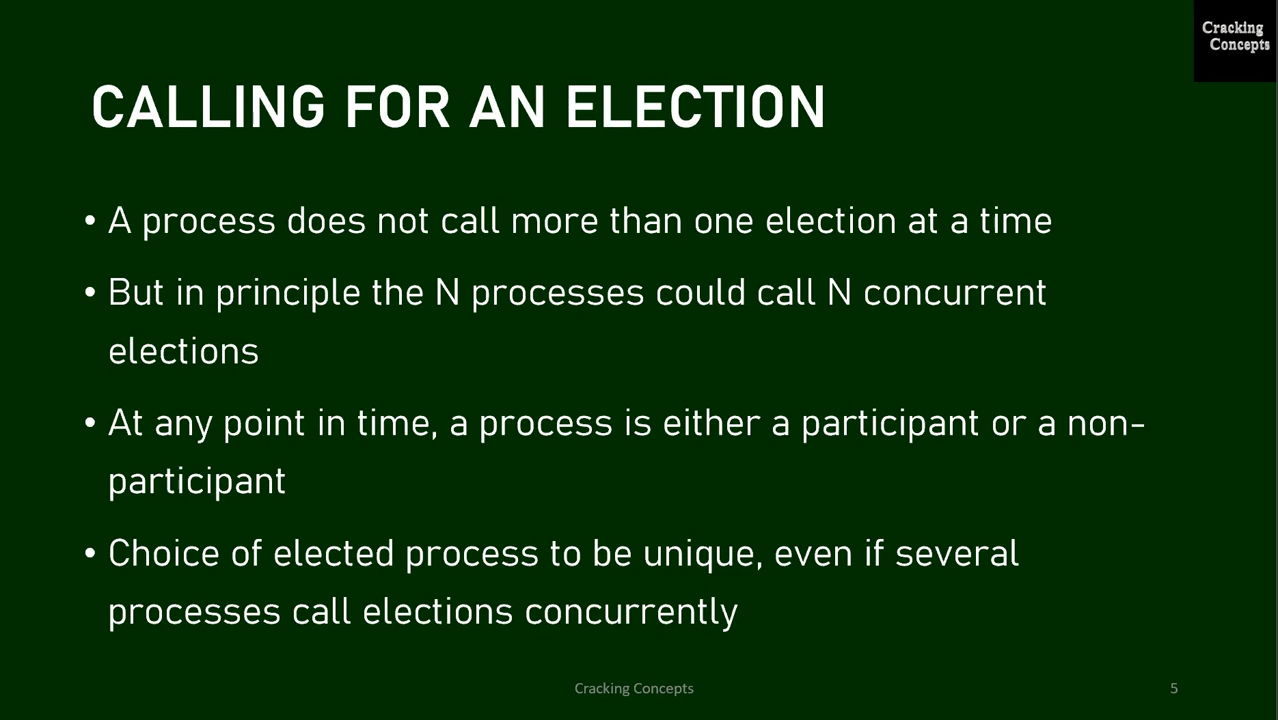 Cracking
Concepts
CALLING FOR AN ELECTION
• A process does not call more than one election at a time
• But in principle the N processes could call N concurrent
elections
• At any point in time, a process is either a participant or a non-
participant
• Choice of elected process to be unique, even if several
processes call elections concurrently
Cracking Concepts
5